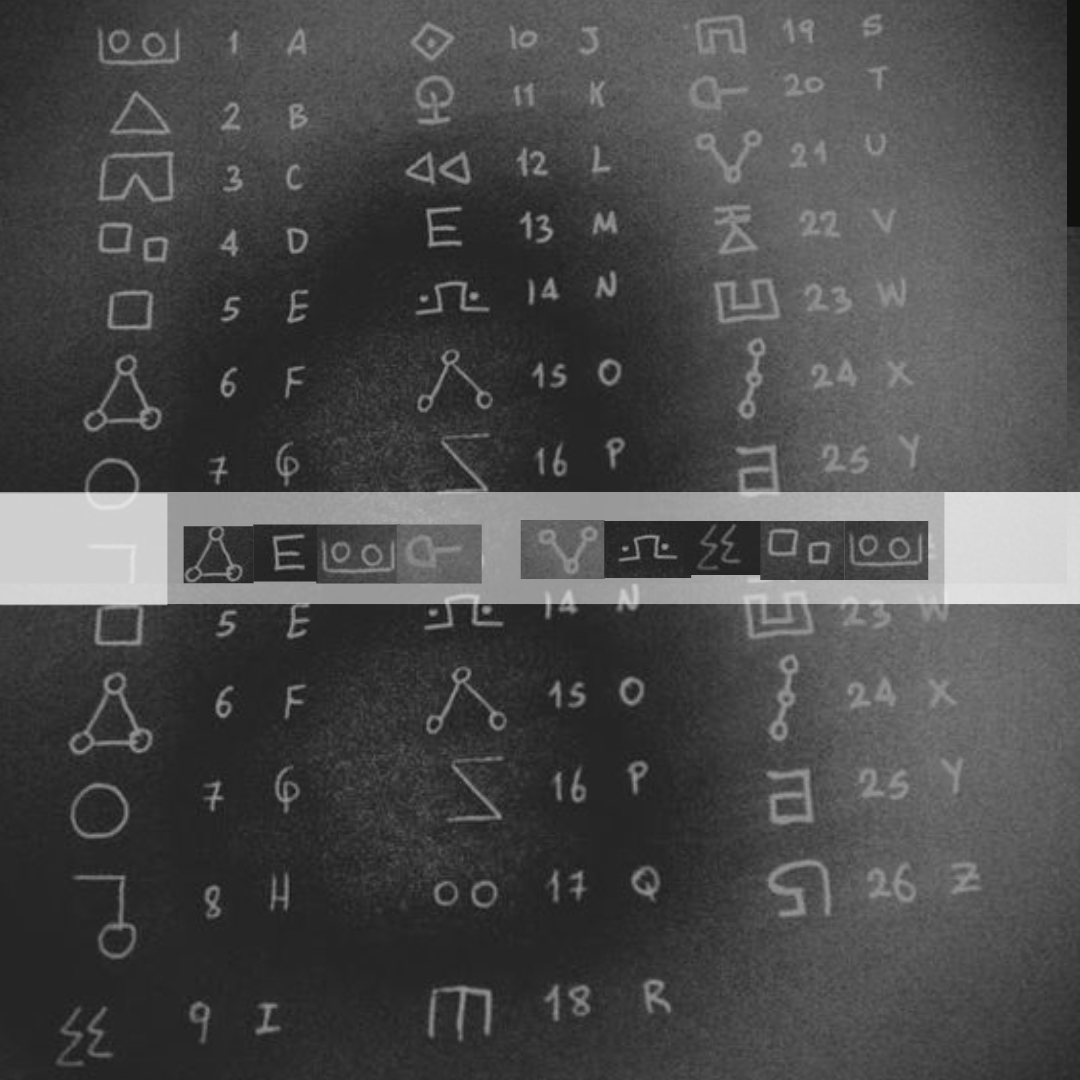 1 A 10 J 19 S
2 B 11 K 20 T
3 C 12 L 21 U
4 D 13 M 22 V
5 E 14 N 23 W
6 F 15 O 24 X
7 G 16 P 25 Y
5 E 14 N 23 W
6 F 15 O 24 X
7 G 16 P 25 Y
8 H 17 Q 26 Z
9 I 18 R